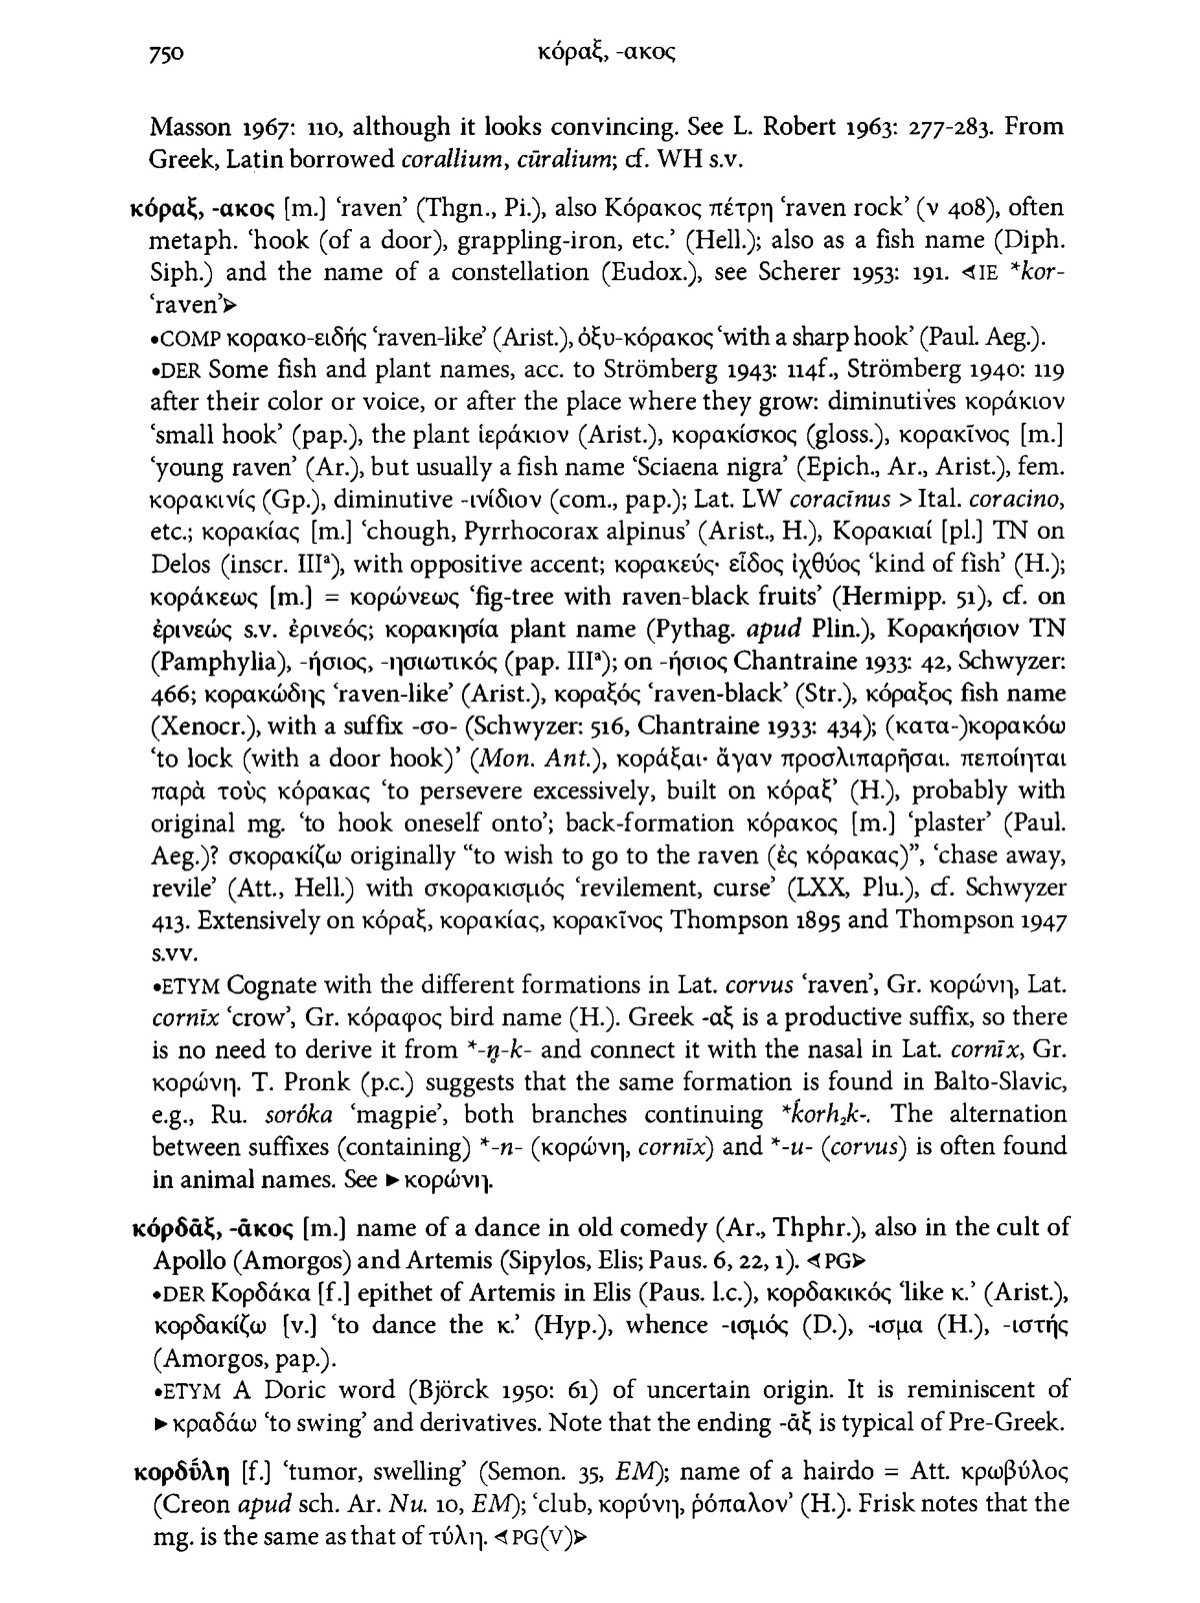 750 κόραξ, -ακος
Masson 1967: 110, although it looks convincing. See L. Robert 1963: 277-283. From
Greek, Latin borrowed corallium, cūralium; cf. WH s.v.
κόραξ, -ακος [m.] ‘raven’ (Thgn., Pi.), also Κόρακος πέτρη ‘raven rock’ (ν 408), often
metaph. ‘hook (of a door), grappling-iron, etc.’ (Hell.); also as a fish name (Diph.
Siph.) and the name of a constellation (Eudox.), see Scherer 1953: 191. ⋖IE *kor-
‘raven’⋗
•COMP κορακο-ειδής ‘raven-like’ (Arist.), ὀξυ-κόρακος ‘with a sharp hook’ (Paul. Aeg.).
•DER Some fish and plant names, acc. to Strömberg 1943: 114f., Strömberg 1940: 119
after their color or voice, or after the place where they grow: diminutives κοράκιον
‘small hook’ (pap.), the plant ἱεράκιον (Arist.), κορακίσκος (gloss.), κορακῖνος [m.]
‘young raven’ (Ar.), but usually a fish name ‘Sciaena nigra’ (Epich., Ar., Arist.), fem.
κορακινίς (Gp.), diminutive -ινίδιον (com., pap.); Lat. LW coracīnus > Ital. coracino,
etc.; κορακίας [m.] ‘chough, Pyrrhocorax alpinus’ (Arist., H.), Κορακιαί [pl.] TN on
Delos (inscr. IIIᵃ), with oppositive accent; κορακεύς· εἶδος ἰχθύος ‘kind of fish’ (H.);
κοράκεως [m.] = κορώνεως ‘fig-tree with raven-black fruits’ (Hermipp. 51), cf. on
ἐρινεώς s.v. ἐρινεός; κορακησία plant name (Pythag. apud Plin.), Κορακήσιον TN
(Pamphylia), -ήσιος, -ησιωτικός (pap. IIIᵃ); on -ήσιος Chantraine 1933: 42, Schwyzer:
466; κορακώδης ‘raven-like’ (Arist.), κοραξός ‘raven-black’ (Str.), κόραξος fish name
(Xenocr.), with a suffix -σο- (Schwyzer: 516, Chantraine 1933: 434); (κατα-)κορακόω
‘to lock (with a door hook)’ (Mon. Ant.), κοράξαι· ἄγαν προσλιπαρῆσαι. πεποίηται
παρὰ τοὺς κόρακας ‘to persevere excessively, built on κόραξ’ (H.), probably with
original mg. ‘to hook oneself onto’; back-formation κόρακος [m.] ‘plaster’ (Paul.
Aeg.)? σκορακίζω originally “to wish to go to the raven (ἐς κόρακας)”, ‘chase away,
revile’ (Att., Hell.) with σκορακισμός ‘revilement, curse’ (LXX, Plu.), cf. Schwyzer
413. Extensively on κόραξ, κορακίας, κορακῖνος Thompson 1895 and Thompson 1947
s.vv.
•ETYM Cognate with the different formations in Lat. corvus ‘raven’, Gr. κορώνη, Lat.
cornīx ‘crow’, Gr. κόραφος bird name (H.). Greek -αξ is a productive suffix, so there
is no need to derive it from *-n̥-k- and connect it with the nasal in Lat. cornīx, Gr.
κορώνη. T. Pronk (p.c.) suggests that the same formation is found in Balto-Slavic,
e.g., Ru. soróka ‘magpie’, both branches continuing *ḱorh₂k-. The alternation
between suffixes (containing) *-n- (κορώνη, cornīx) and *-u- (corvus) is often found
in animal names. See ►κορώνη.
κόρδᾱξ, -ᾱκος [m.] name of a dance in old comedy (Ar., Thphr.), also in the cult of
Apollo (Amorgos) and Artemis (Sipylos, Elis; Paus. 6, 22, 1). ⋖PG⋗
•DER Κορδάκα [f.] epithet of Artemis in Elis (Paus. l.c.), κορδακικός ‘like κ.’ (Arist.),
κορδακίζω [v.] ‘to dance the κ.’ (Hyp.), whence -ισμός (D.), -ισμα (H.), -ιστής
(Amorgos, pap.).
•ETYM A Doric word (Björck 1950: 61) of uncertain origin. It is reminiscent of
►κραδάω ‘to swing’ and derivatives. Note that the ending -ᾱξ is typical of Pre-Greek.
κορδῡ́λη [f.] ‘tumor, swelling’ (Semon. 35, EM); name of a hairdo = Att. κρωβύλος
(Creon apud sch. Ar. Nu. 10, EM); ‘club, κορύνη, ῥόπαλον’ (H.). Frisk notes that the
mg. is the same as that of τύλη. ⋖PG(V)⋗